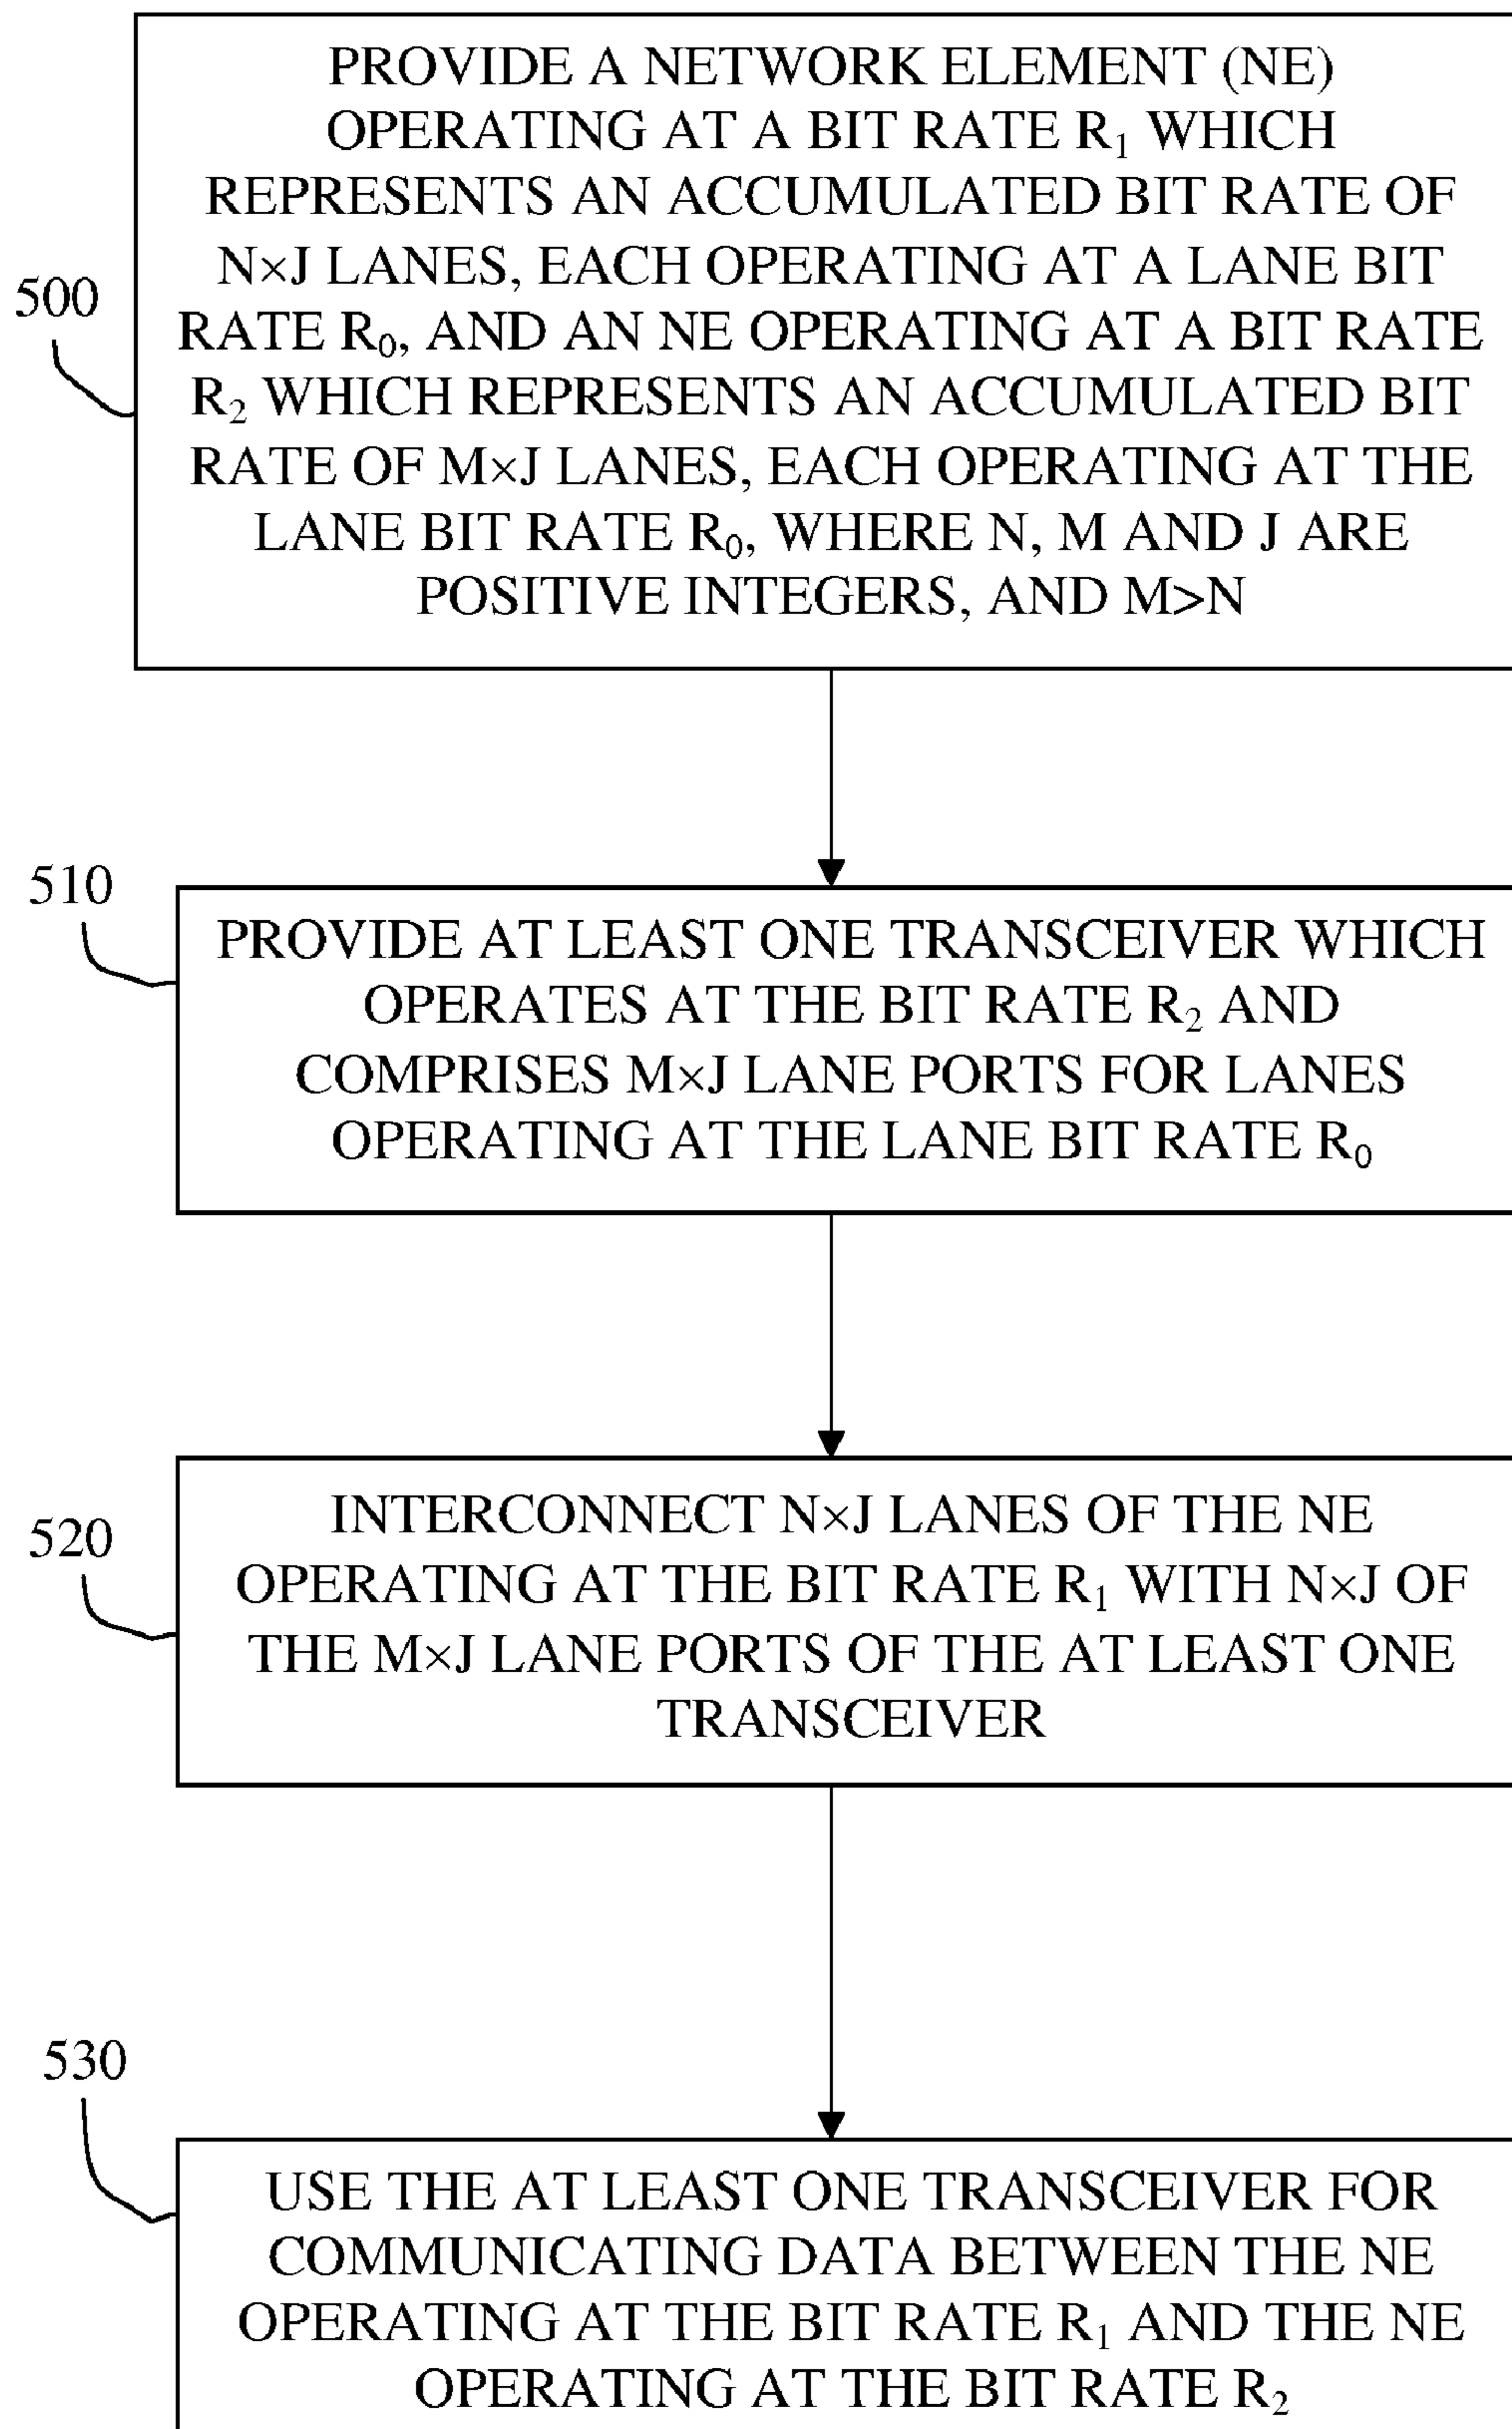 PROVIDE A NETWORK ELEMENT (NE)
OPERATING AT A BIT RATE R₁ WHICH
REPRESENTS AN ACCUMULATED BIT RATE OF
N×J LANES, EACH OPERATING AT A LANE BIT
RATE R₀, AND AN NE OPERATING AT A BIT RATE
R₂ WHICH REPRESENTS AN ACCUMULATED BIT
RATE OF M×J LANES, EACH OPERATING AT THE
LANE BIT RATE R₀, WHERE N, M AND J ARE
POSITIVE INTEGERS, AND M>N
500
510
PROVIDE AT LEAST ONE TRANSCEIVER WHICH
OPERATES AT THE BIT RATE R₂ AND
COMPRISES M×J LANE PORTS FOR LANES
OPERATING AT THE LANE BIT RATE R₀
520
INTERCONNECT N×J LANES OF THE NE
OPERATING AT THE BIT RATE R₁ WITH N×J OF
THE M×J LANE PORTS OF THE AT LEAST ONE
TRANSCEIVER
530
USE THE AT LEAST ONE TRANSCEIVER FOR
COMMUNICATING DATA BETWEEN THE NE
OPERATING AT THE BIT RATE R₁ AND THE NE
OPERATING AT THE BIT RATE R₂